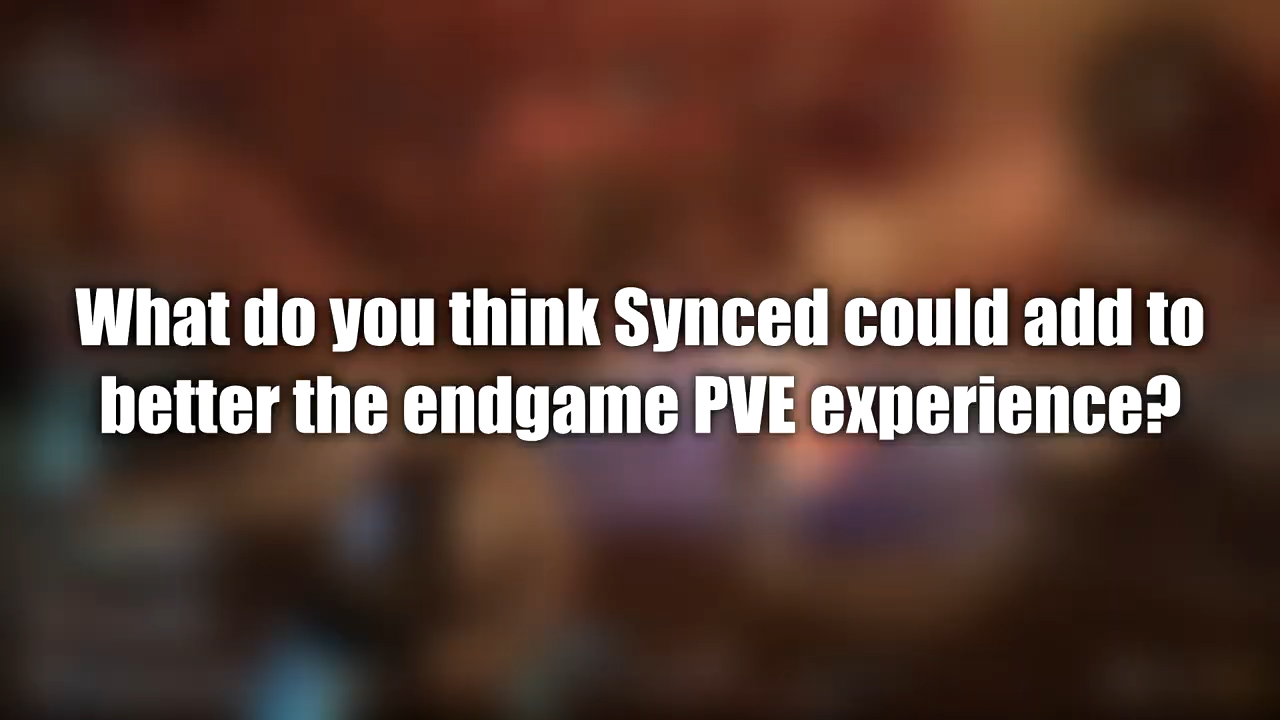 What do you think Synced could add to
better the endgame PVE experience?